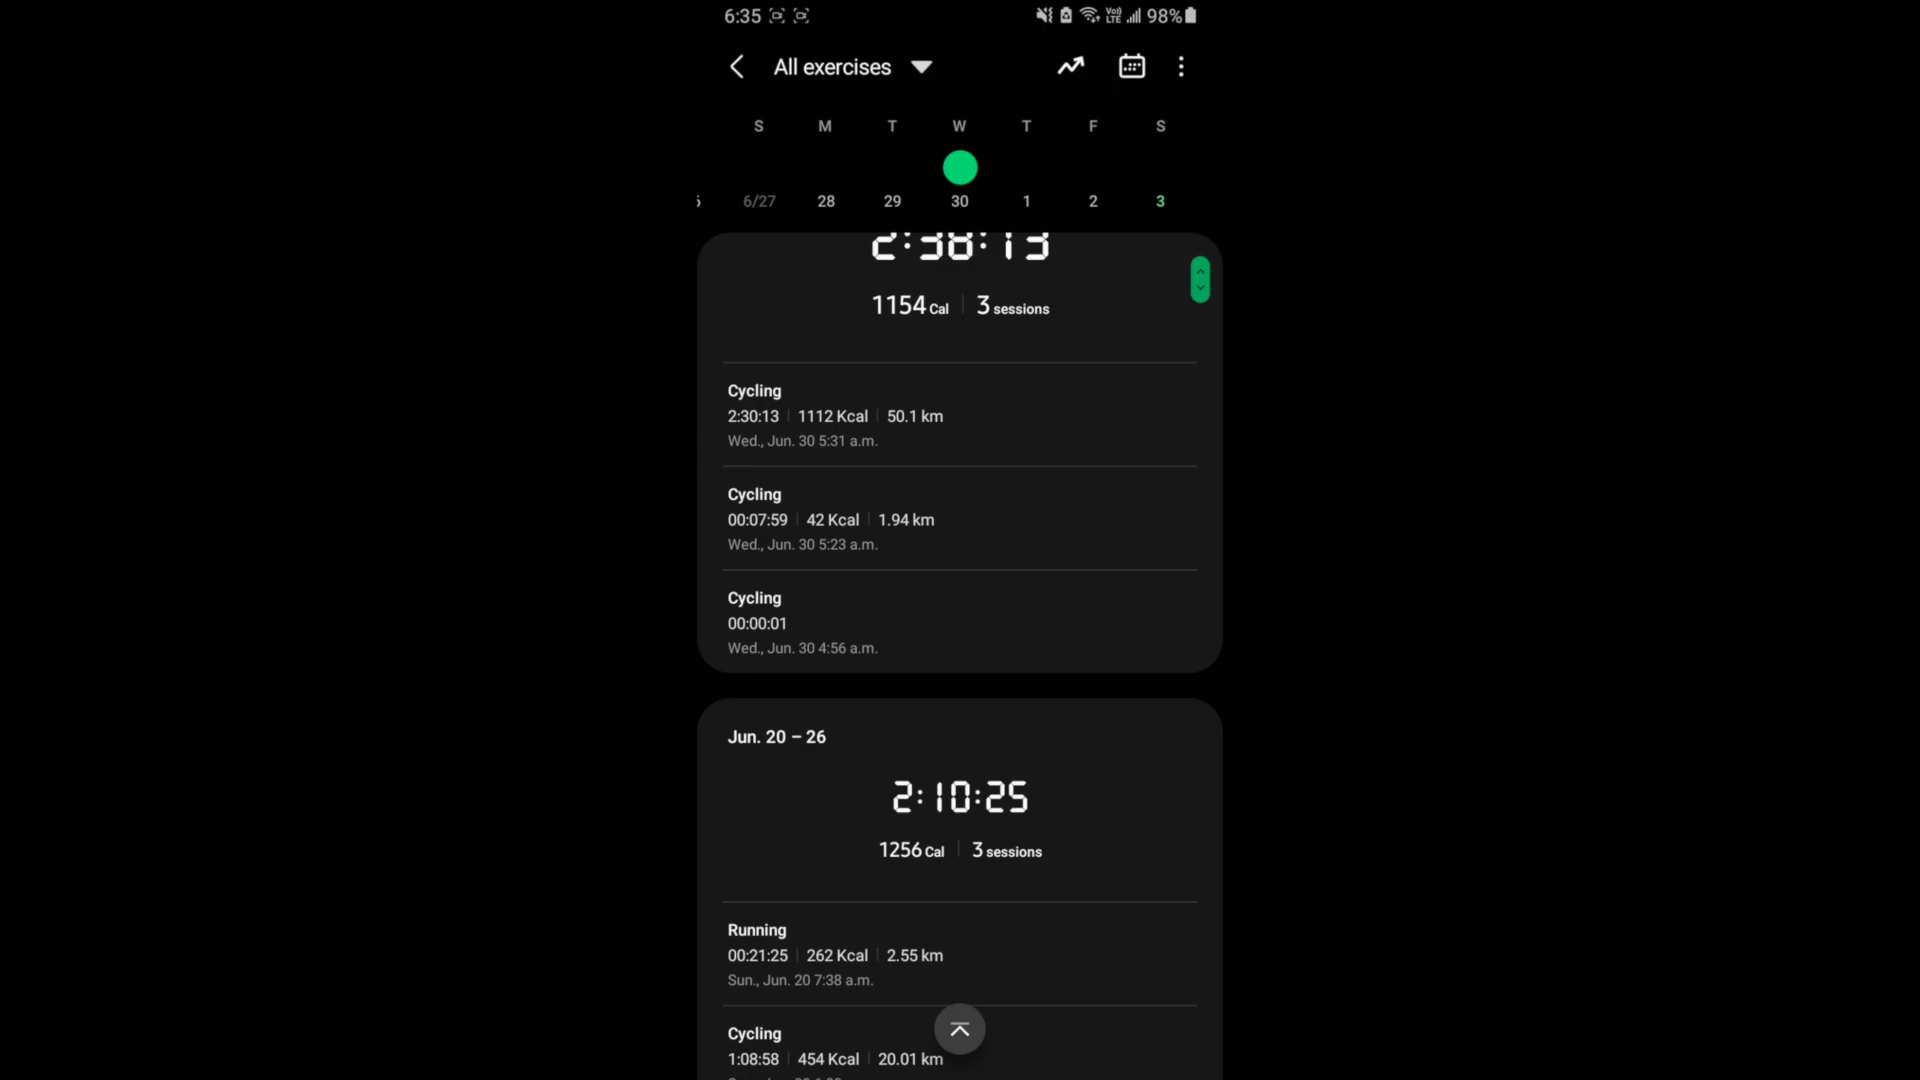 6:35 98%
All exercises
S M T W T F S
6/27 28 29 30 1 2 3
2:38:13
1154 Cal 3 sessions
Cycling
2:30:13 1112 Kcal 50.1 km
Wed., Jun. 30 5:31 a.m.
Cycling
00:07:59 42 Kcal 1.94 km
Wed., Jun. 30 5:23 a.m.
Cycling
00:00:01
Wed., Jun. 30 4:56 a.m.
Jun. 20 – 26
2:10:25
1256 Cal 3 sessions
Running
00:21:25 262 Kcal 2.55 km
Sun., Jun. 20 7:38 a.m.
Cycling
1:08:58 454 Kcal 20.01 km